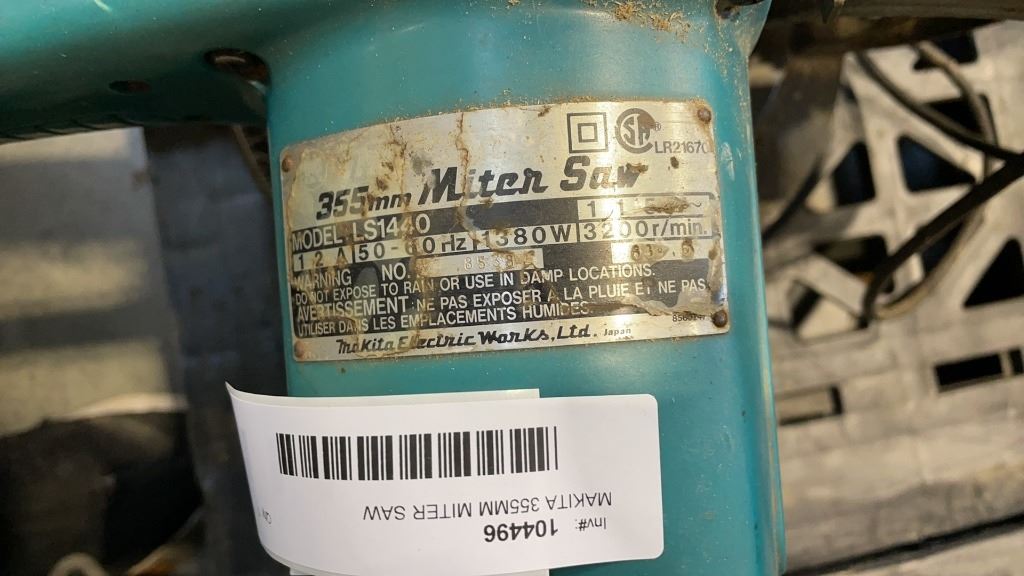 LR21670
355mm Miter Saw
MODEL LS1440
12A 50-60Hz 1380W 3200r/min.
WARNING NO.
DO NOT EXPOSE TO RAIN OR USE IN DAMP LOCATIONS.
AVERTISSEMENT. NE PAS EXPOSER A LA PLUIE ET NE PAS
UTILISER DANS LES EMPLACEMENTS HUMIDES.
Makita Electric Works, Ltd. Japan
Inv#: 104496
MAKITA 355MM MITER SAW